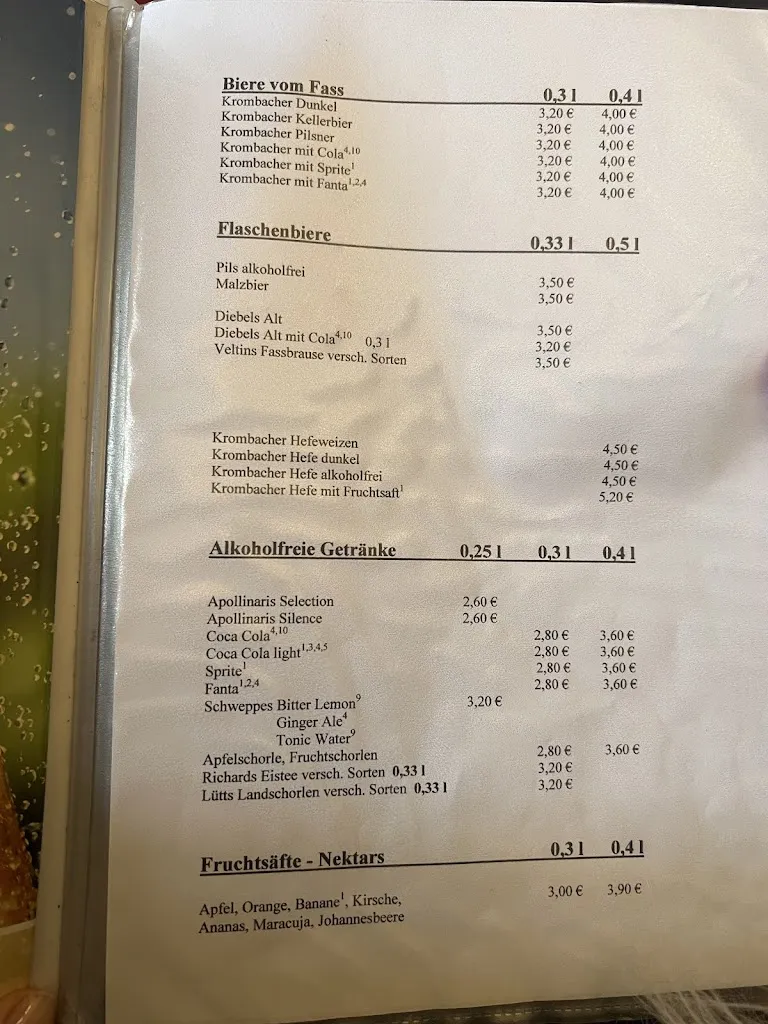 Biere vom Fass 0,3 l 0,4 l
Krombacher Dunkel 3,20 € 4,00 €
Krombacher Kellerbier 3,20 € 4,00 €
Krombacher Pilsner 3,20 € 4,00 €
Krombacher mit Cola4,10 3,20 € 4,00 €
Krombacher mit Sprite1 3,20 € 4,00 €
Krombacher mit Fanta1,2,4 3,20 € 4,00 €
Flaschenbiere 0,33 l 0,5 l
Pils alkoholfrei 3,50 €
Malzbier 3,50 €
Diebels Alt 3,50 €
Diebels Alt mit Cola4,10 0,3 l 3,20 €
Veltins Fassbrause versch. Sorten 3,50 €
Krombacher Hefeweizen 4,50 €
Krombacher Hefe dunkel 4,50 €
Krombacher Hefe alkoholfrei 4,50 €
Krombacher Hefe mit Fruchtsaft1 5,20 €
Alkoholfreie Getränke 0,25 l 0,3 l 0,4 l
Apollinaris Selection 2,60 €
Apollinaris Silence 2,60 €
Coca Cola4,10 2,80 € 3,60 €
Coca Cola light1,3,4,5 2,80 € 3,60 €
Sprite1 2,80 € 3,60 €
Fanta1,2,4 2,80 € 3,60 €
Schweppes Bitter Lemon9 3,20 €
Ginger Ale4
Tonic Water9
Apfelschorle, Fruchtschorlen 2,80 € 3,60 €
Richards Eistee versch. Sorten 0,33 l 3,20 €
Lütts Landschorlen versch. Sorten 0,33 l 3,20 €
Fruchtsäfte - Nektars 0,3 l 0,4 l
Apfel, Orange, Banane1, Kirsche, 3,00 € 3,90 €
Ananas, Maracuja, Johannesbeere